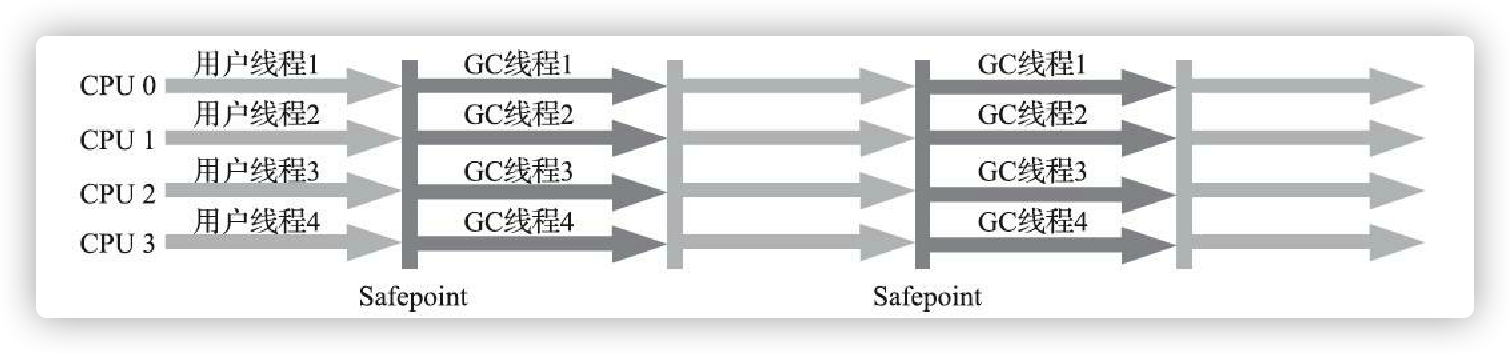 用户线程1 GC线程1 GC线程1
CPU 0
用户线程2 GC线程2 GC线程2
CPU 1
用户线程3 GC线程3 GC线程3
CPU 2
用户线程4 GC线程4 GC线程4
CPU 3
Safepoint Safepoint